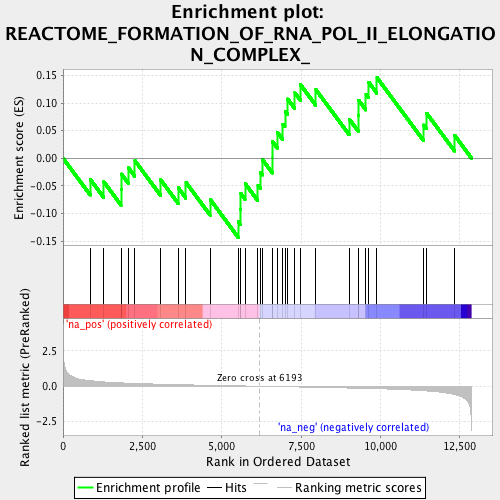 Enrichment plot:
REACTOME_FORMATION_OF_RNA_POL_II_ELONGATIO
N_COMPLEX_
Enrichment score (ES)
0.15
0.10
0.05
0.00
-0.05
-0.10
-0.15
'na_pos' (positively correlated)
Ranked list metric (PreRanked)
2.5
0.0
-2.5
Zero cross at 6193
'na_neg' (negatively correlated)
0
2,500
5,000
7,500
10,000
12,500
Rank in Ordered Dataset
Enrichment profile
Hits
Ranking metric scores